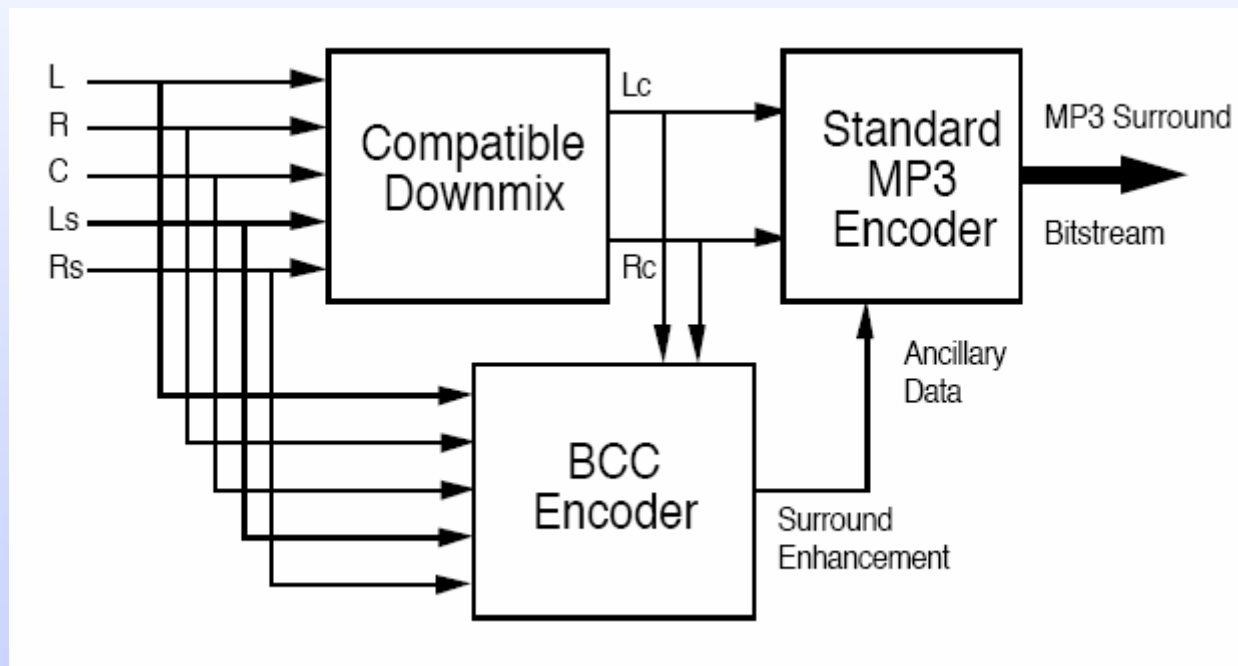 L
R
C
Ls
Rs
Compatible
Downmix
Lc
Rc
Standard
MP3
Encoder
MP3 Surround
Bitstream
BCC
Encoder
Ancillary
Data
Surround
Enhancement